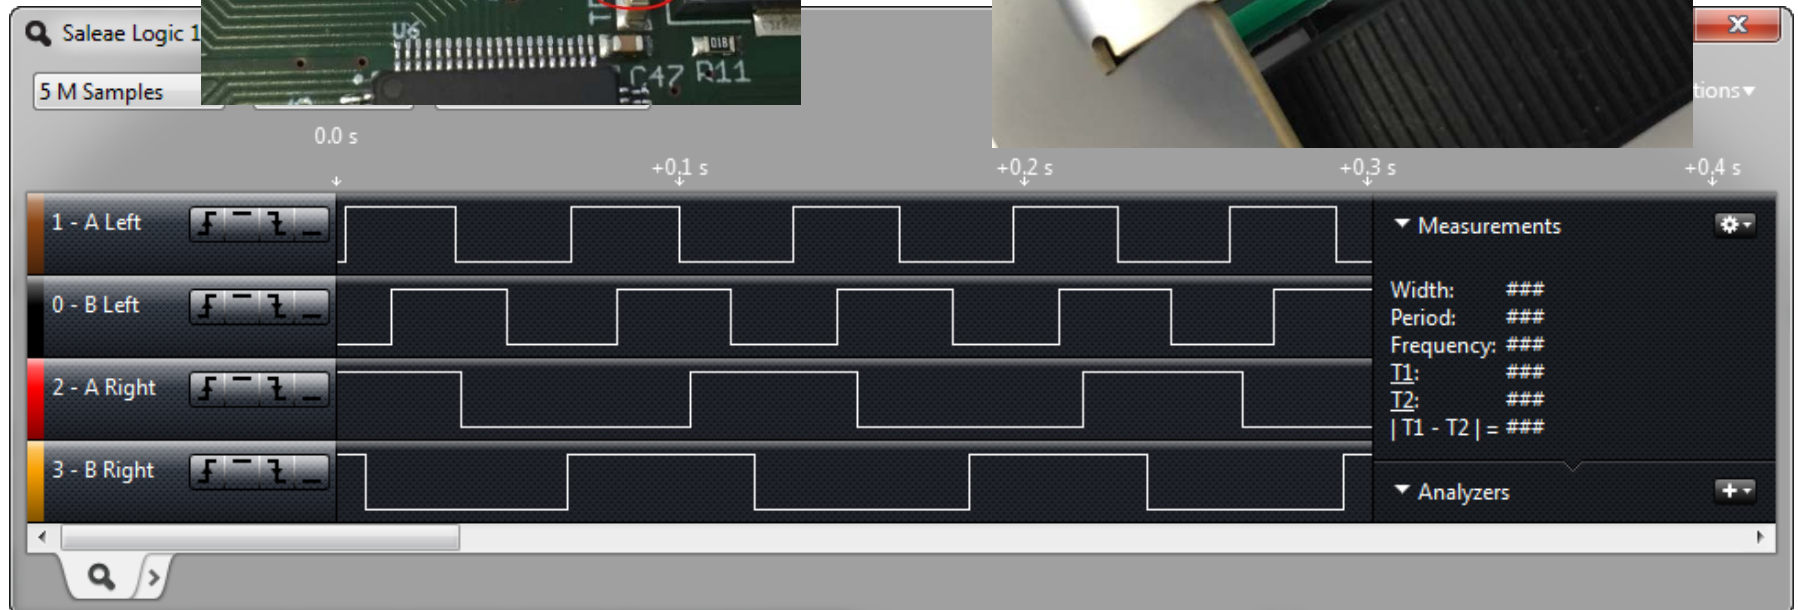 Saleae Logic 1
U6
01B
C47 R11
5 M Samples
tions
0.0 s
+0.1 s +0.2 s +0.3 s +0.4 s
1 - A Left
0 - B Left
2 - A Right
3 - B Right
Measurements
Width: ###
Period: ###
Frequency: ###
T1: ###
T2: ###
| T1 - T2 | = ###
Analyzers